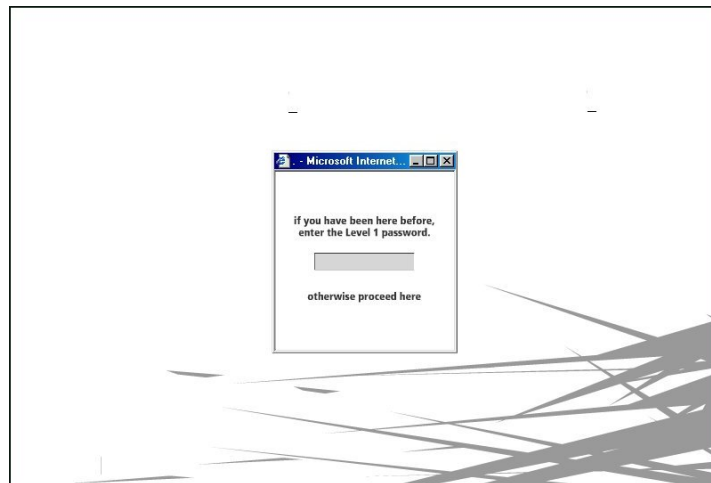 . - Microsoft Internet...
if you have been here before,
enter the Level 1 password.
otherwise proceed here